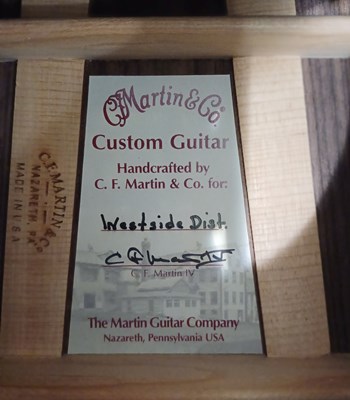 C.F. Martin & Co.
Custom Guitar
Handcrafted by
C. F. Martin & Co. for:
Westside Dist.
C. F. Martin IV
The Martin Guitar Company
Nazareth, Pennsylvania USA
C.F. MARTIN
& Co
NAZARETH, PA
MADE IN USA